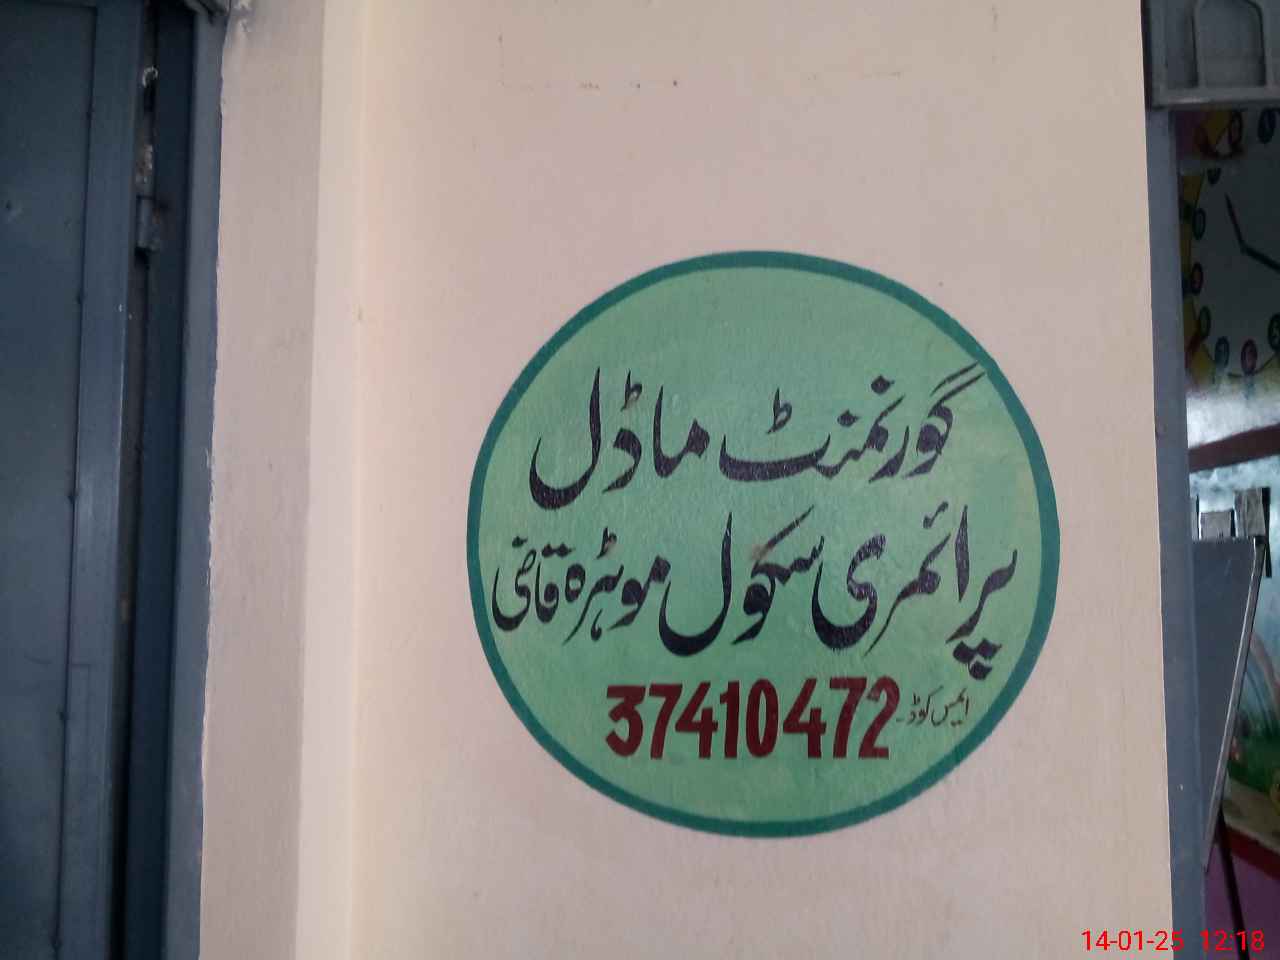 گورنمنٹ ماڈل
پرائمری سکول موہڑہ قاضی
ایمس کوڈ۔ 37410472
14-01-25 12:18